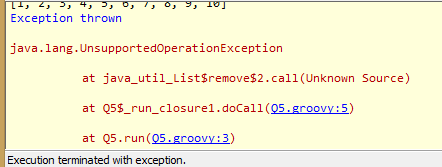 [1, 2, 3, 4, 5, 6, 7, 8, 9, 10]
Exception thrown
java.lang.UnsupportedOperationException
at java_util_List$remove$2.call(Unknown Source)
at Q5$_run_closure1.doCall(Q5.groovy:5)
at Q5.run(Q5.groovy:3)
Execution terminated with exception.